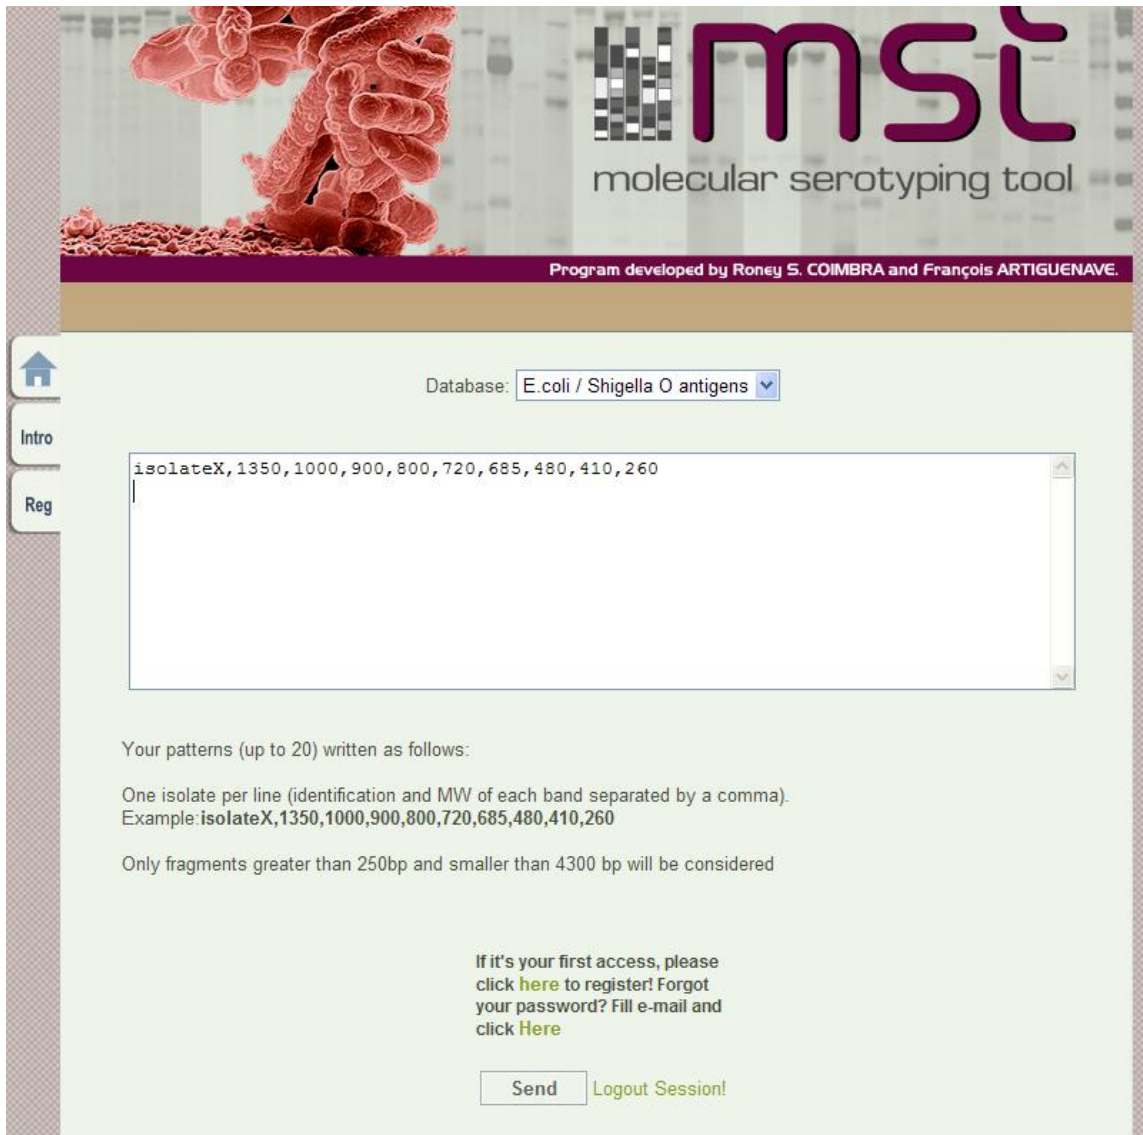 mst
molecular serotyping tool
Program developed by Roney S. COIMBRA and François ARTIGUENAVE.
Database: E.coli / Shigella O antigens
Intro
isolateX,1350,1000,900,800,720,685,480,410,260
Reg
Your patterns (up to 20) written as follows:
One isolate per line (identification and MW of each band separated by a comma).
Example:isolateX,1350,1000,900,800,720,685,480,410,260
Only fragments greater than 250bp and smaller than 4300 bp will be considered
If it's your first access, please
click here to register! Forgot
your password? Fill e-mail and
click Here
Send Logout Session!